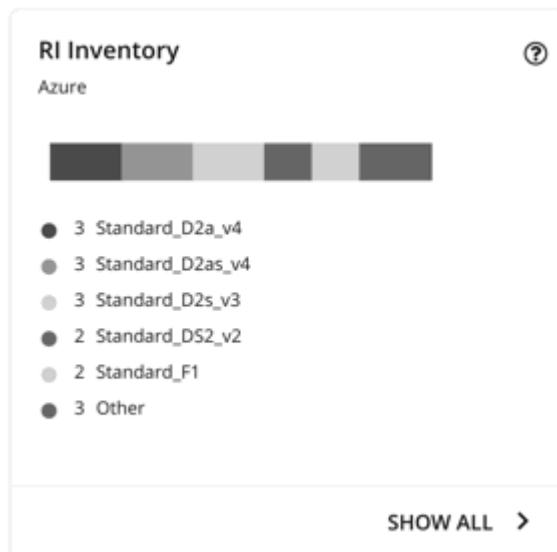 RI Inventory
Azure
3 Standard_D2a_v4
3 Standard_D2as_v4
3 Standard_D2s_v3
2 Standard_DS2_v2
2 Standard_F1
3 Other
SHOW ALL